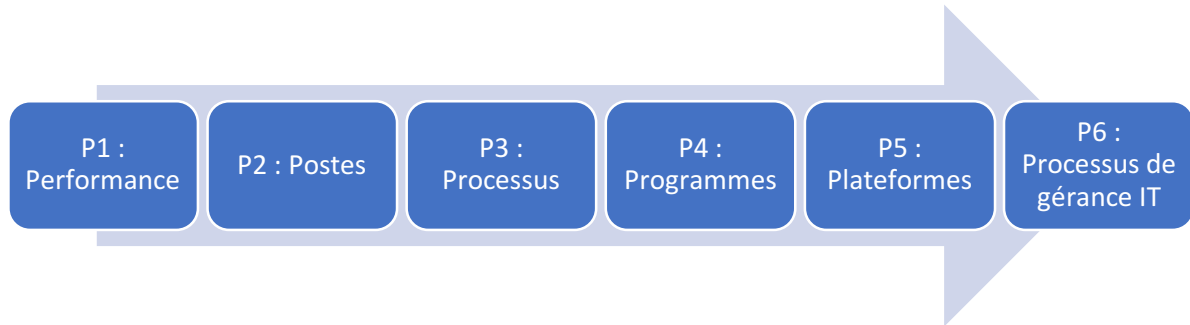 P1 :
Performance
P2 : Postes
P3 :
Processus
P4 :
Programmes
P5 :
Plateformes
P6 :
Processus de
gérance IT